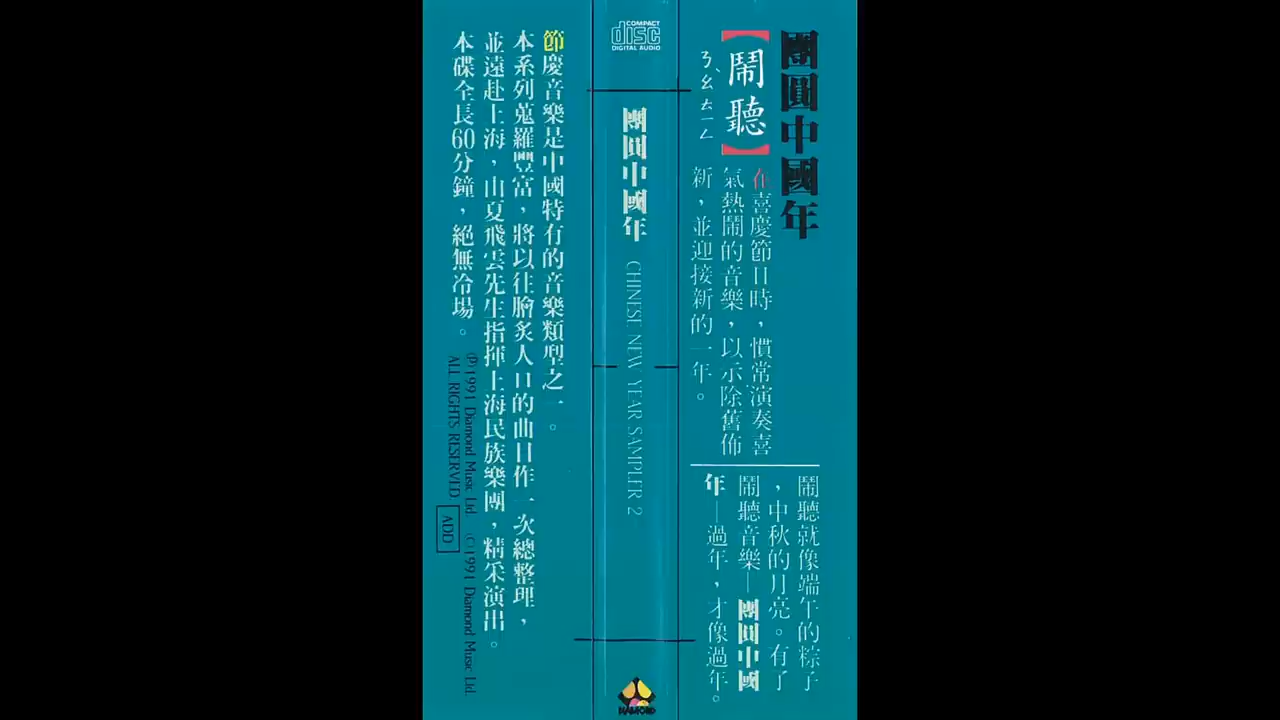 團圓中國年
【鬧聽】
ㄋㄠˋ ㄊㄧㄥ
在喜慶節日時，慣常演奏喜
氣熱鬧的音樂，以示除舊佈
新，並迎接新的一年。
鬧聽就像端午的粽子
，中秋的月亮。有了
鬧聽音樂—團圓中國
年—過年，才像過年。
COMPACT
disc
DIGITAL AUDIO
團圓中國年 CHINESE NEW YEAR SAMPLER 2
DIAMOND
節慶音樂是中國特有的音樂類型之一。
本系列蒐羅豐富，將以往膾炙人口的曲目作一次總整理，
並遠赴上海，由夏飛雲先生指揮上海民族樂團，精采演出。
本碟全長60分鐘，絕無冷場。
Ⓟ1991 Diamond Music Ltd. Ⓒ1991 Diamond Music Ltd.
ALL RIGHTS RESERVED ADD